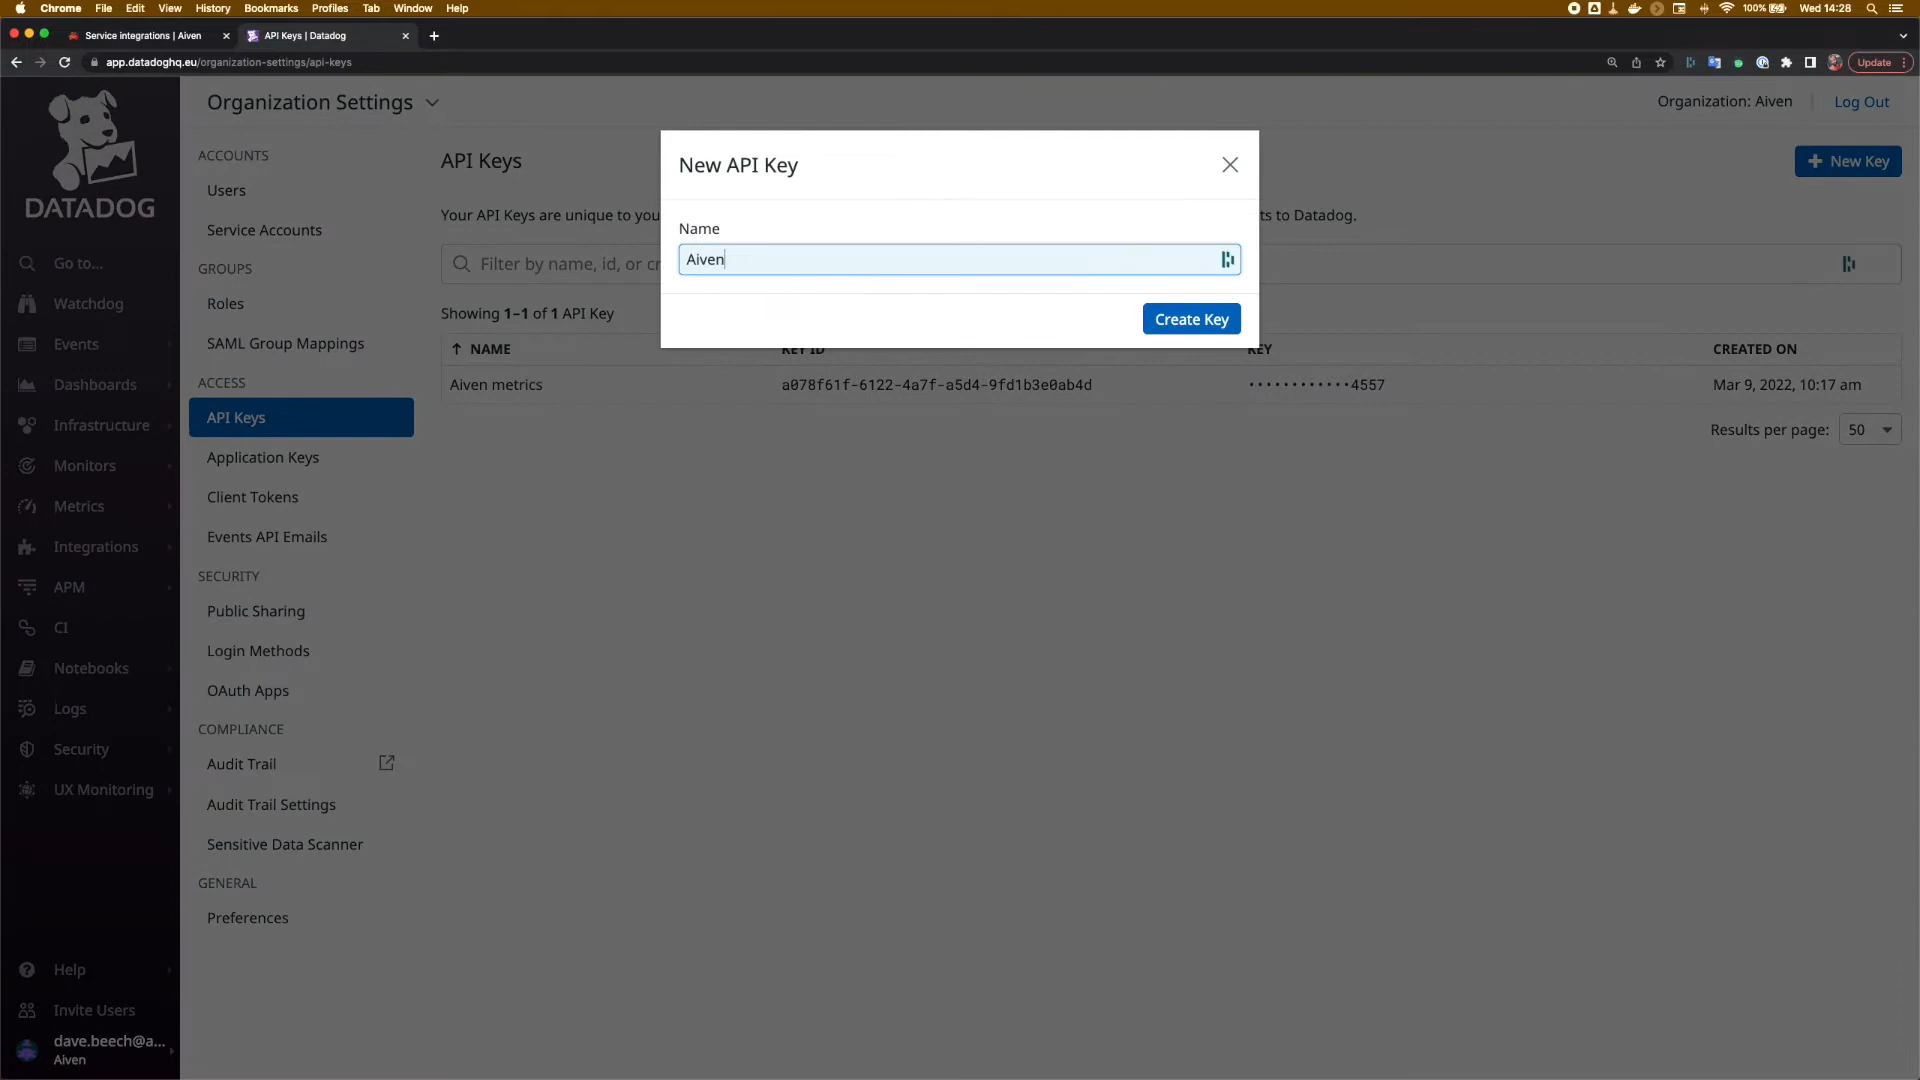 Chrome File Edit View History Bookmarks Profiles Tab Window Help 100% Wed 14:28
Service integrations | Aiven API Keys | Datadog
app.datadoghq.eu/organization-settings/api-keys Update
DATADOG
Go to...
Watchdog
Events
Dashboards
Infrastructure
Monitors
Metrics
Integrations
APM
CI
Notebooks
Logs
Security
UX Monitoring
Help
Invite Users
dave.beech@a...
Aiven
Organization Settings
Organization: Aiven Log Out
ACCOUNTS
Users
Service Accounts
GROUPS
Roles
SAML Group Mappings
ACCESS
API Keys
Application Keys
Client Tokens
Events API Emails
SECURITY
Public Sharing
Login Methods
OAuth Apps
COMPLIANCE
Audit Trail
Audit Trail Settings
Sensitive Data Scanner
GENERAL
Preferences
API Keys
New Key
Your API Keys are unique to you ts to Datadog.
Filter by name, id, or cr
Showing 1–1 of 1 API Key
NAME KEY ID KEY CREATED ON
Aiven metrics a078f61f-6122-4a7f-a5d4-9fd1b3e0ab4d ••••••••••••4557 Mar 9, 2022, 10:17 am
Results per page: 50
New API Key
Name
Aiven
Create Key